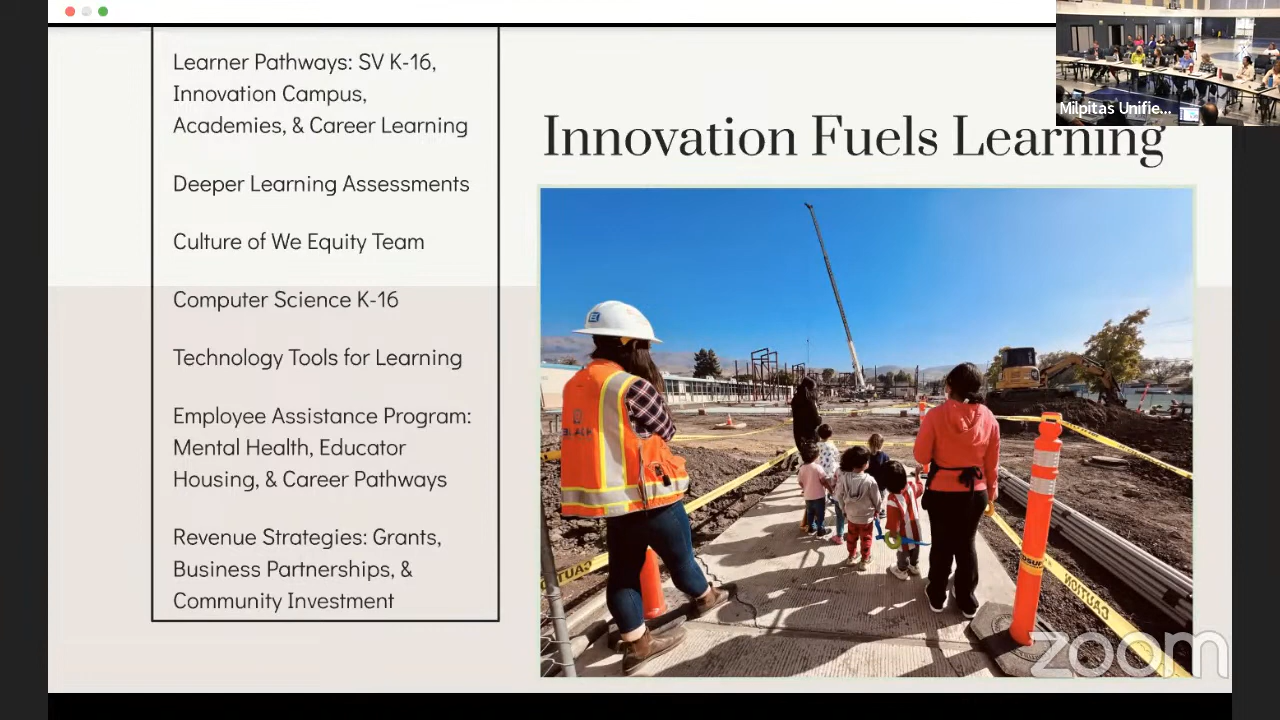 Learner Pathways: SV K-16,
Innovation Campus,
Academies, & Career Learning
Deeper Learning Assessments
Culture of We Equity Team
Computer Science K-16
Technology Tools for Learning
Employee Assistance Program:
Mental Health, Educator
Housing, & Career Pathways
Revenue Strategies: Grants,
Business Partnerships, &
Community Investment
Milpitas Unifie...
Innovation Fuels Learning
CAUTION
CAUTION
zoom